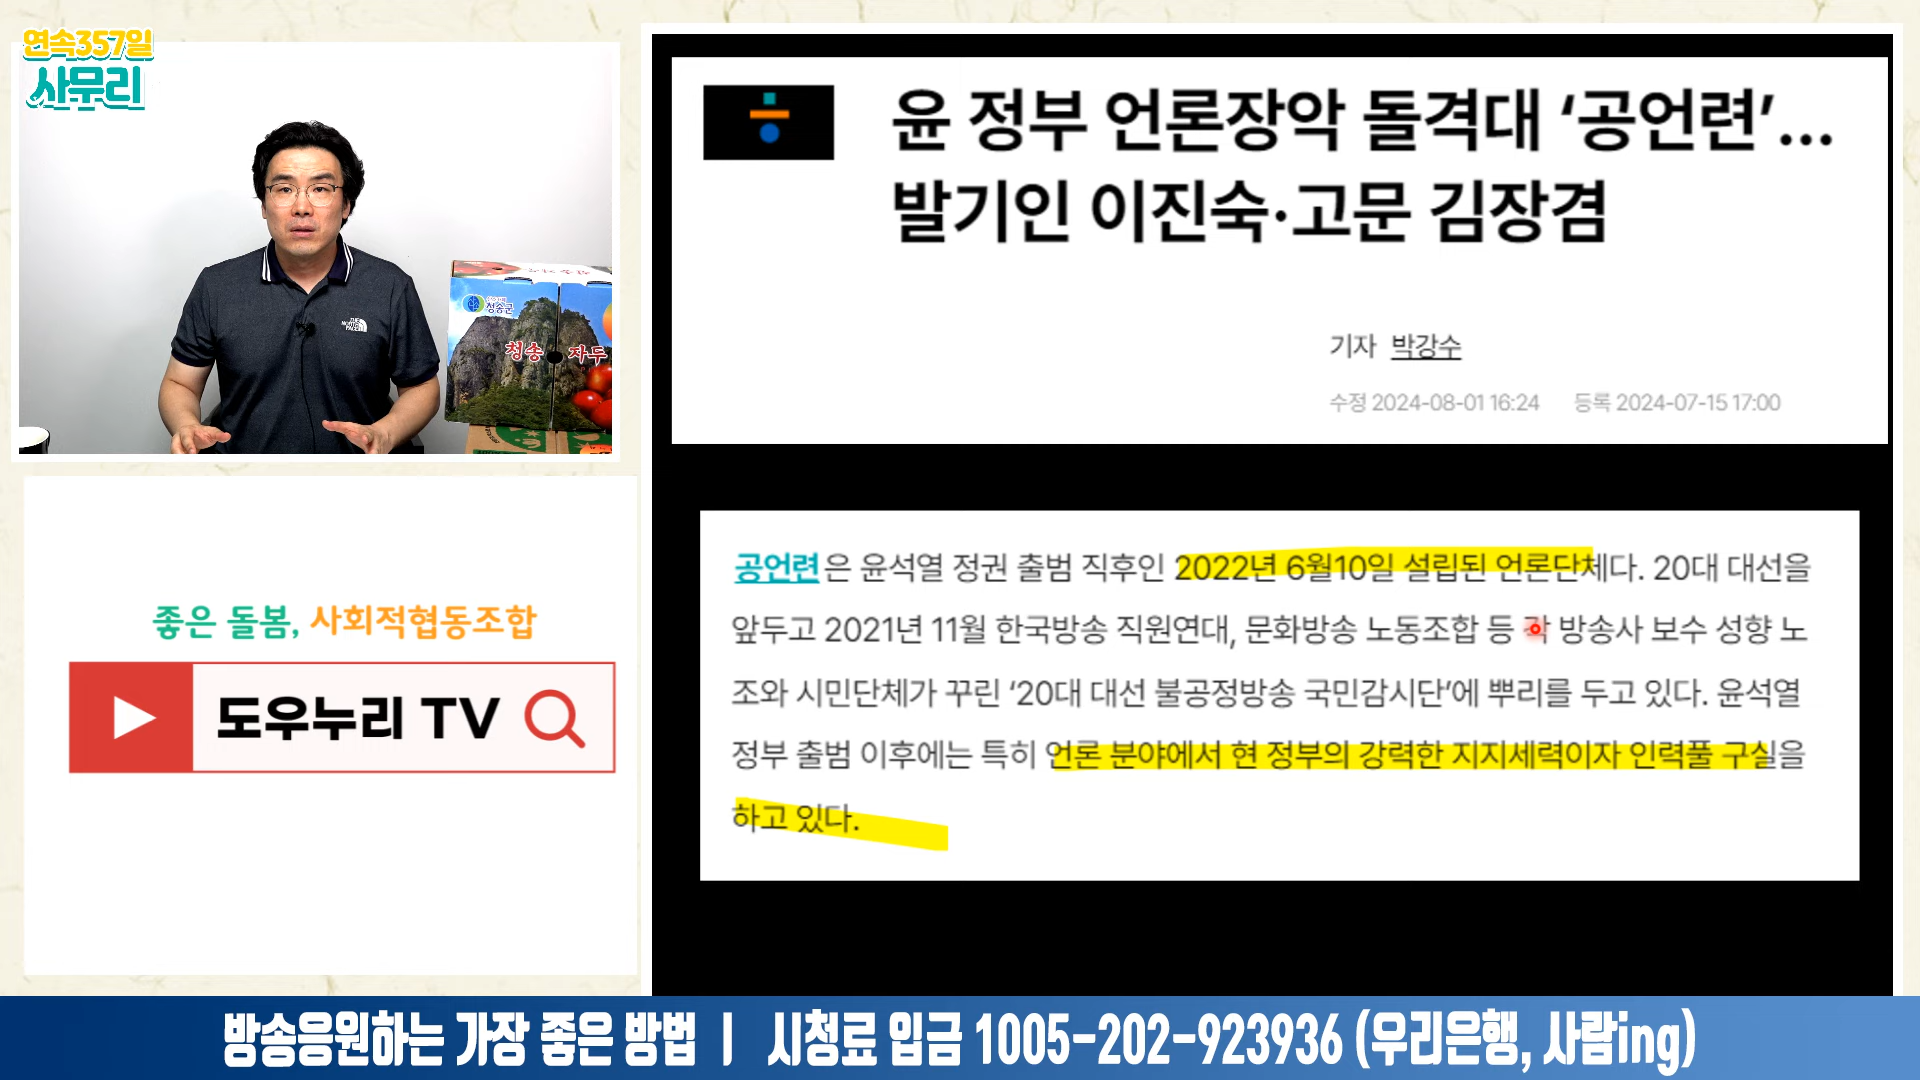 연속357일
사무리
THE NORTH FACE
청송군
청송 자두
좋은 돌봄, 사회적협동조합
도우누리 TV
윤 정부 언론장악 돌격대 ‘공언련’…
발기인 이진숙·고문 김장겸
기자 박강수
수정 2024-08-01 16:24 등록 2024-07-15 17:00
공언련은 윤석열 정권 출범 직후인 2022년 6월10일 설립된 언론단체다. 20대 대선을
앞두고 2021년 11월 한국방송 직원연대, 문화방송 노동조합 등 각 방송사 보수 성향 노
조와 시민단체가 꾸린 ‘20대 대선 불공정방송 국민감시단’에 뿌리를 두고 있다. 윤석열
정부 출범 이후에는 특히 언론 분야에서 현 정부의 강력한 지지세력이자 인력풀 구실을
하고 있다.
방송응원하는 가장 좋은 방법 ㅣ 시청료 입금 1005-202-923936 (우리은행, 사람ing)